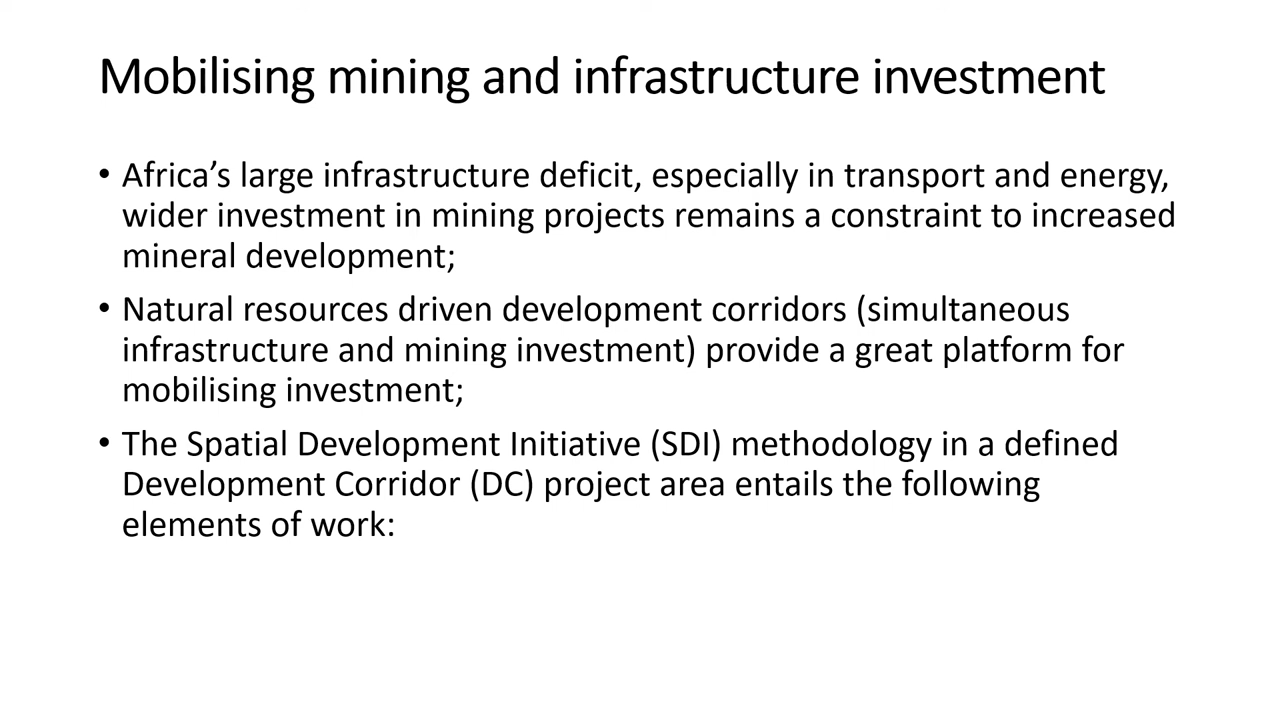 Mobilising mining and infrastructure investment
• Africa’s large infrastructure deficit, especially in transport and energy,
wider investment in mining projects remains a constraint to increased
mineral development;
• Natural resources driven development corridors (simultaneous
infrastructure and mining investment) provide a great platform for
mobilising investment;
• The Spatial Development Initiative (SDI) methodology in a defined
Development Corridor (DC) project area entails the following
elements of work: